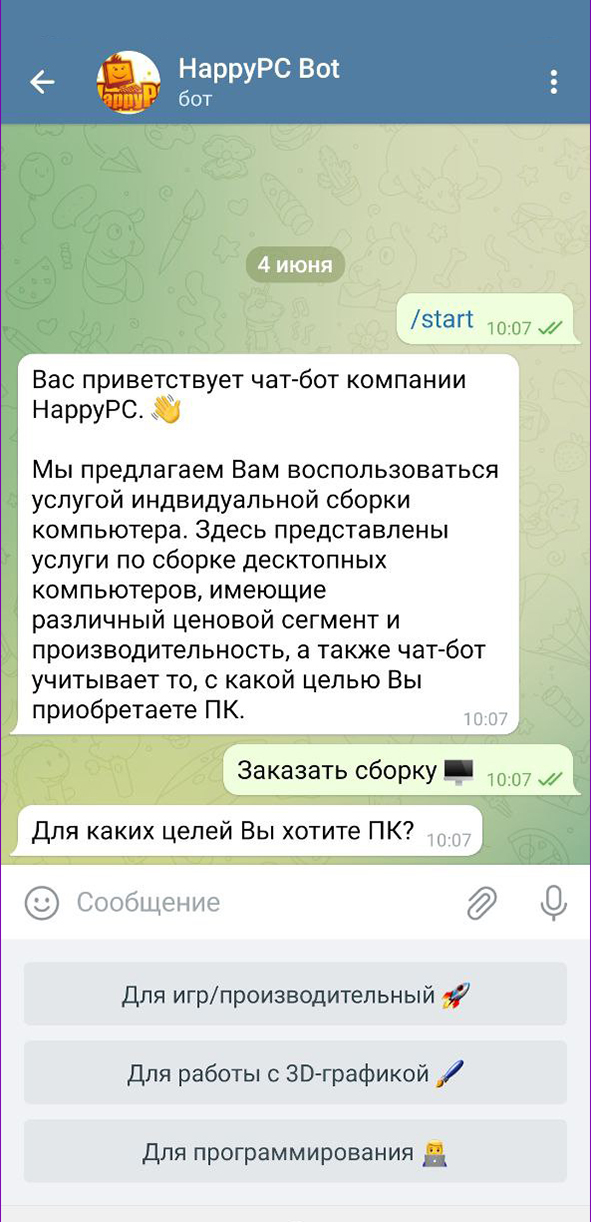 HappyPC Bot
бот
4 июня
/start 10:07
Вас приветствует чат-бот компании
HappyPC. 👋
Мы предлагаем Вам воспользоваться
услугой индвидуальной сборки
компьютера. Здесь представлены
услуги по сборке десктопных
компьютеров, имеющие
различный ценовой сегмент и
производительность, а также чат-бот
учитывает то, с какой целью Вы
приобретаете ПК. 10:07
Заказать сборку 🖥️ 10:07
Для каких целей Вы хотите ПК? 10:07
Сообщение
Для игр/производительный 🚀
Для работы с 3D-графикой 🖌️
Для программирования 👨‍💻